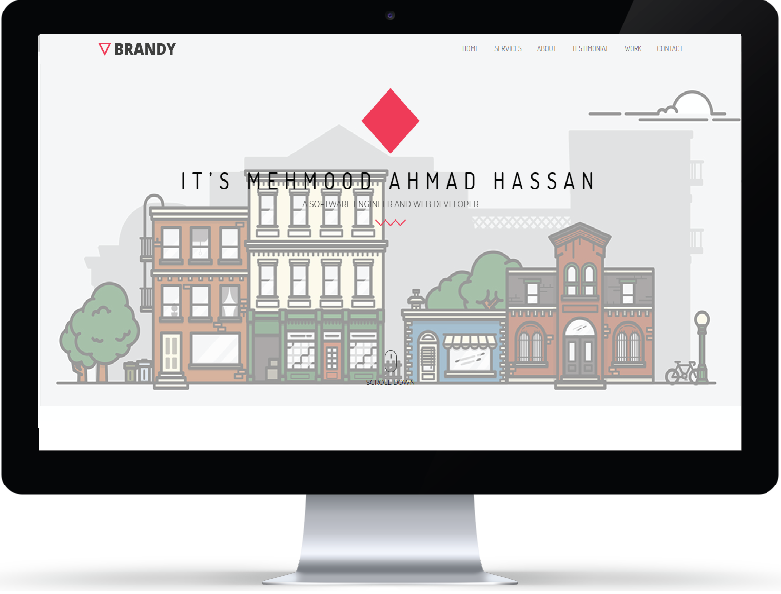 BRANDY
HOME SERVICES ABOUT TESTIMONIAL WORK CONTACT
IT'S MEHMOOD AHMAD HASSAN
A SOFTWARE ENGINEER AND WEB DEVELOPER
SCROLL DOWN